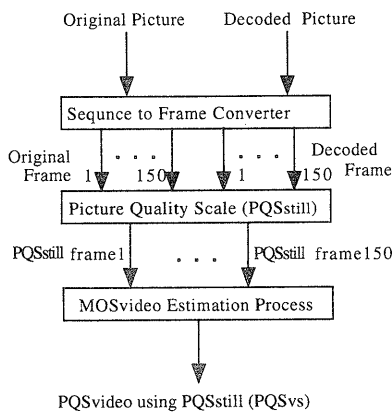 Original Picture Decoded Picture
Sequnce to Frame Converter
Original Frame 1 . . . 150 1 . . . 150 Decoded Frame
Picture Quality Scale (PQSstill)
PQSstill frame1 . . . PQSstill frame150
MOSvideo Estimation Process
PQSvideo using PQSstill (PQSvs)